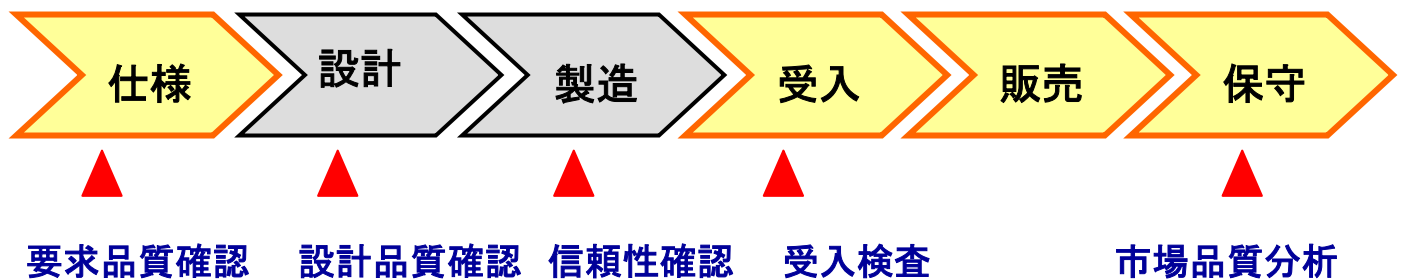 仕様
設計
製造
受入
販売
保守
要求品質確認
設計品質確認
信頼性確認
受入検査
市場品質分析